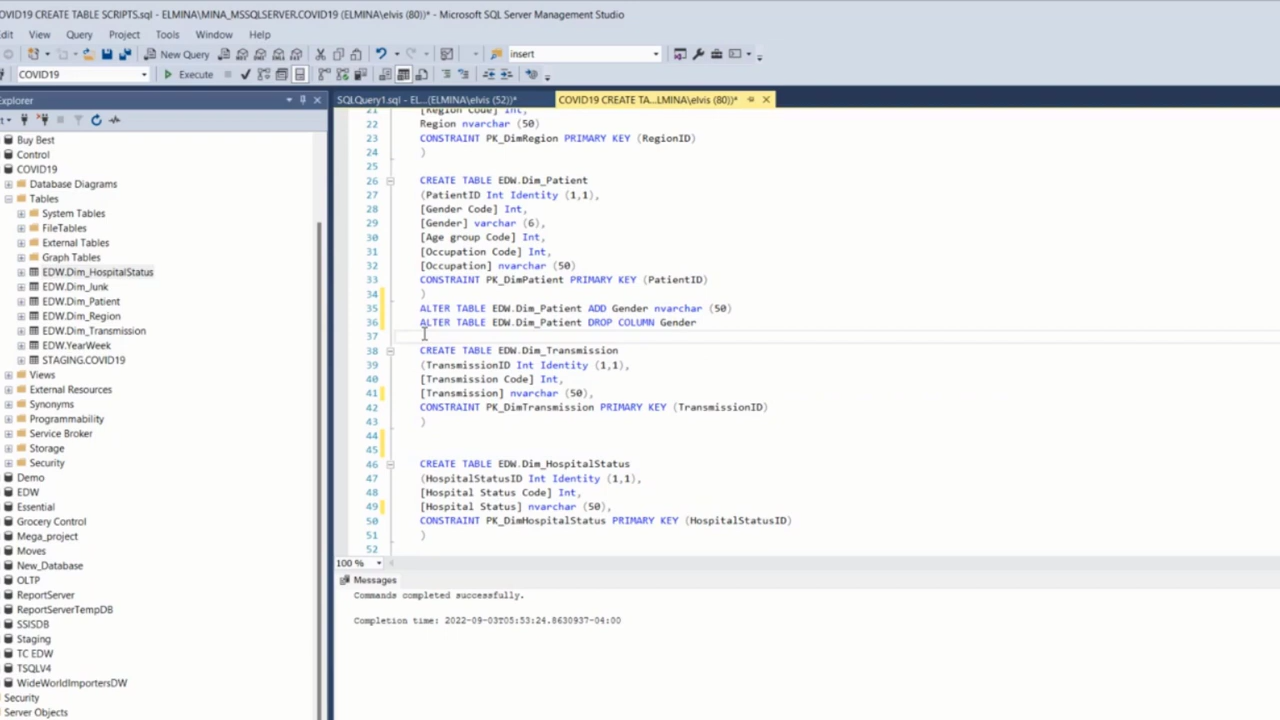 OVID19 CREATE TABLE SCRIPTS.sql - ELMINA\MINA_MSSQLSERVER.COVID19 (ELMINA\elvis (80))* - Microsoft SQL Server Management Studio
Edit View Query Project Tools Window Help
New Query insert
COVID19 Execute
Explorer
SQLQuery1.sql - EL...(ELMINA\elvis (52))* COVID19 CREATE TA...LMINA\elvis (80))*
Buy Best
Control
COVID19
Database Diagrams
Tables
System Tables
FileTables
External Tables
Graph Tables
EDW.Dim_HospitalStatus
EDW.Dim_Junk
EDW.Dim_Patient
EDW.Dim_Region
EDW.Dim_Transmission
EDW.YearWeek
STAGING.COVID19
Views
External Resources
Synonyms
Programmability
Service Broker
Storage
Security
Demo
EDW
Essential
Grocery Control
Mega_project
Moves
New_Database
OLTP
ReportServer
ReportServerTempDB
SSISDB
Staging
TC EDW
TSQLV4
WideWorldImportersDW
Security
Server Objects
21 [Region Code] Int,
22 Region nvarchar (50)
23 CONSTRAINT PK_DimRegion PRIMARY KEY (RegionID)
24 )
25
26 CREATE TABLE EDW.Dim_Patient
27 (PatientID Int Identity (1,1),
28 [Gender Code] Int,
29 [Gender] varchar (6),
30 [Age group Code] Int,
31 [Occupation Code] Int,
32 [Occupation] nvarchar (50)
33 CONSTRAINT PK_DimPatient PRIMARY KEY (PatientID)
34 )
35 ALTER TABLE EDW.Dim_Patient ADD Gender nvarchar (50)
36 ALTER TABLE EDW.Dim_Patient DROP COLUMN Gender
37
38 CREATE TABLE EDW.Dim_Transmission
39 (TransmissionID Int Identity (1,1),
40 [Transmission Code] Int,
41 [Transmission] nvarchar (50),
42 CONSTRAINT PK_DimTransmission PRIMARY KEY (TransmissionID)
43 )
44
45
46 CREATE TABLE EDW.Dim_HospitalStatus
47 (HospitalStatusID Int Identity (1,1),
48 [Hospital Status Code] Int,
49 [Hospital Status] nvarchar (50),
50 CONSTRAINT PK_DimHospitalStatus PRIMARY KEY (HospitalStatusID)
51 )
52
100 %
Messages
Commands completed successfully.
Completion time: 2022-09-03T05:53:24.8630937-04:00